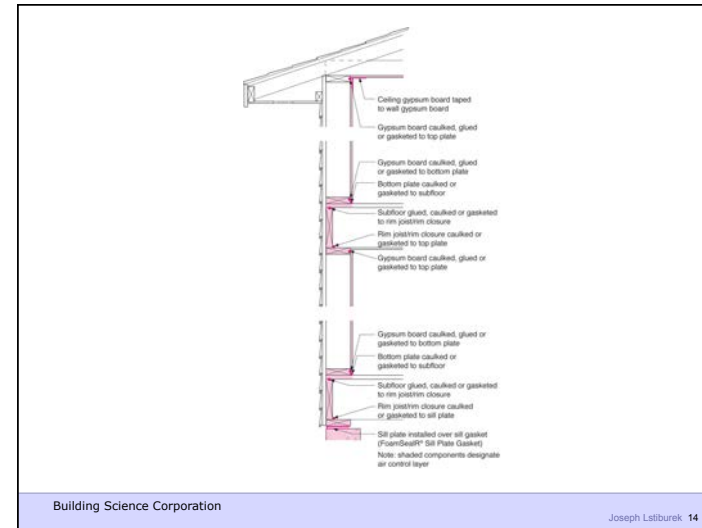 Ceiling gypsum board taped
to wall gypsum board
Gypsum board caulked, glued
or gasketed to top plate
Gypsum board caulked, glued
or gasketed to bottom plate
Bottom plate caulked or
gasketed to subfloor
Subfloor glued, caulked or gasketed
to rim joist/rim closure
Rim joist/rim closure caulked or
gasketed to top plate
Gypsum board caulked, glued or
gasketed to top plate
Gypsum board caulked, glued or
gasketed to bottom plate
Bottom plate caulked or
gasketed to subfloor
Subfloor glued, caulked or gasketed
to rim joist/rim closure
Rim joist/rim closure caulked
or gasketed to sill plate
Sill plate installed over sill gasket
(FoamSealR® Sill Plate Gasket)
Note: shaded components designate
air control layer
Building Science Corporation
Joseph Lstiburek 14